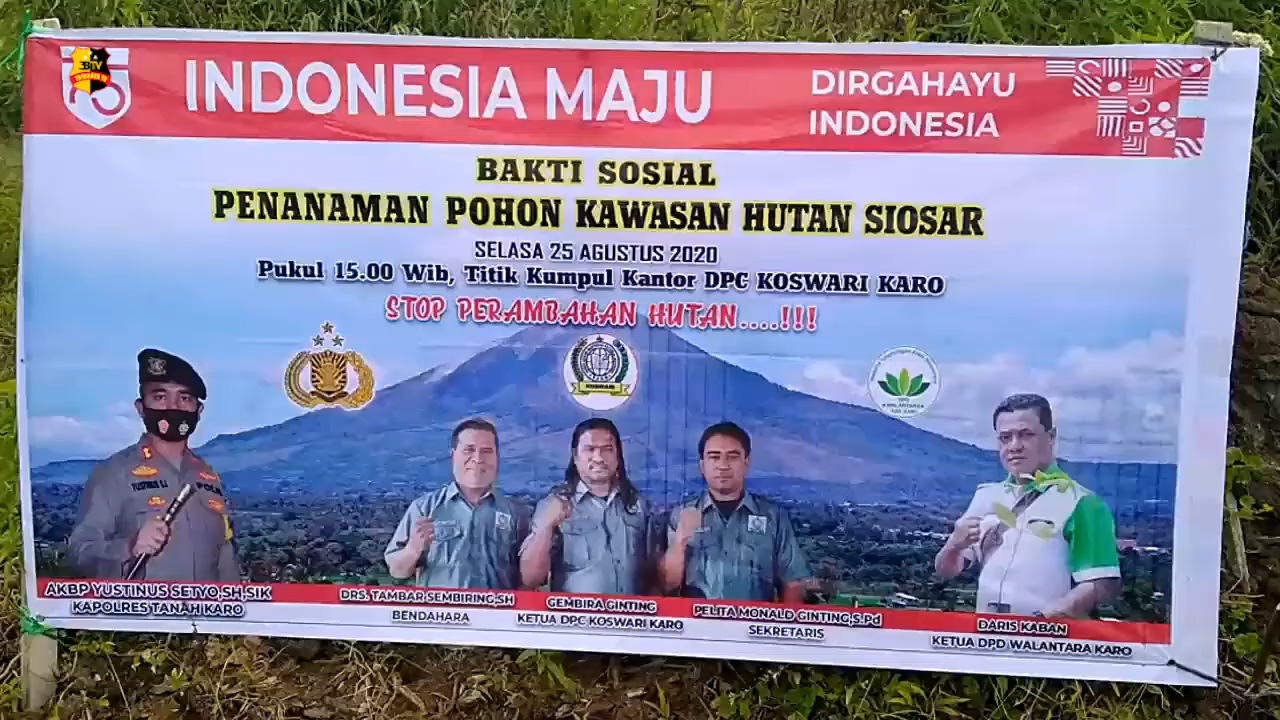 INDONESIA MAJU
DIRGAHAYU
INDONESIA
BAKTI SOSIAL
PENANAMAN POHON KAWASAN HUTAN SIOSAR
SELASA 25 AGUSTUS 2020
Pukul 15.00 Wib, Titik Kumpul Kantor DPC KOSWARI KARO
STOP PERAMBAHAN HUTAN....!!!
AKBP YUSTINUS SETYO,SH,SIK
KAPOLRES TANAH KARO
DRS. TAMBAR SEMBIRING,SH
BENDAHARA
GEMBIRA GINTING
KETUA DPC KOSWARI KARO
PELITA MONALD GINTING,S.Pd
SEKRETARIS
DARIS KABAN
KETUA DPD WALANTARA KARO